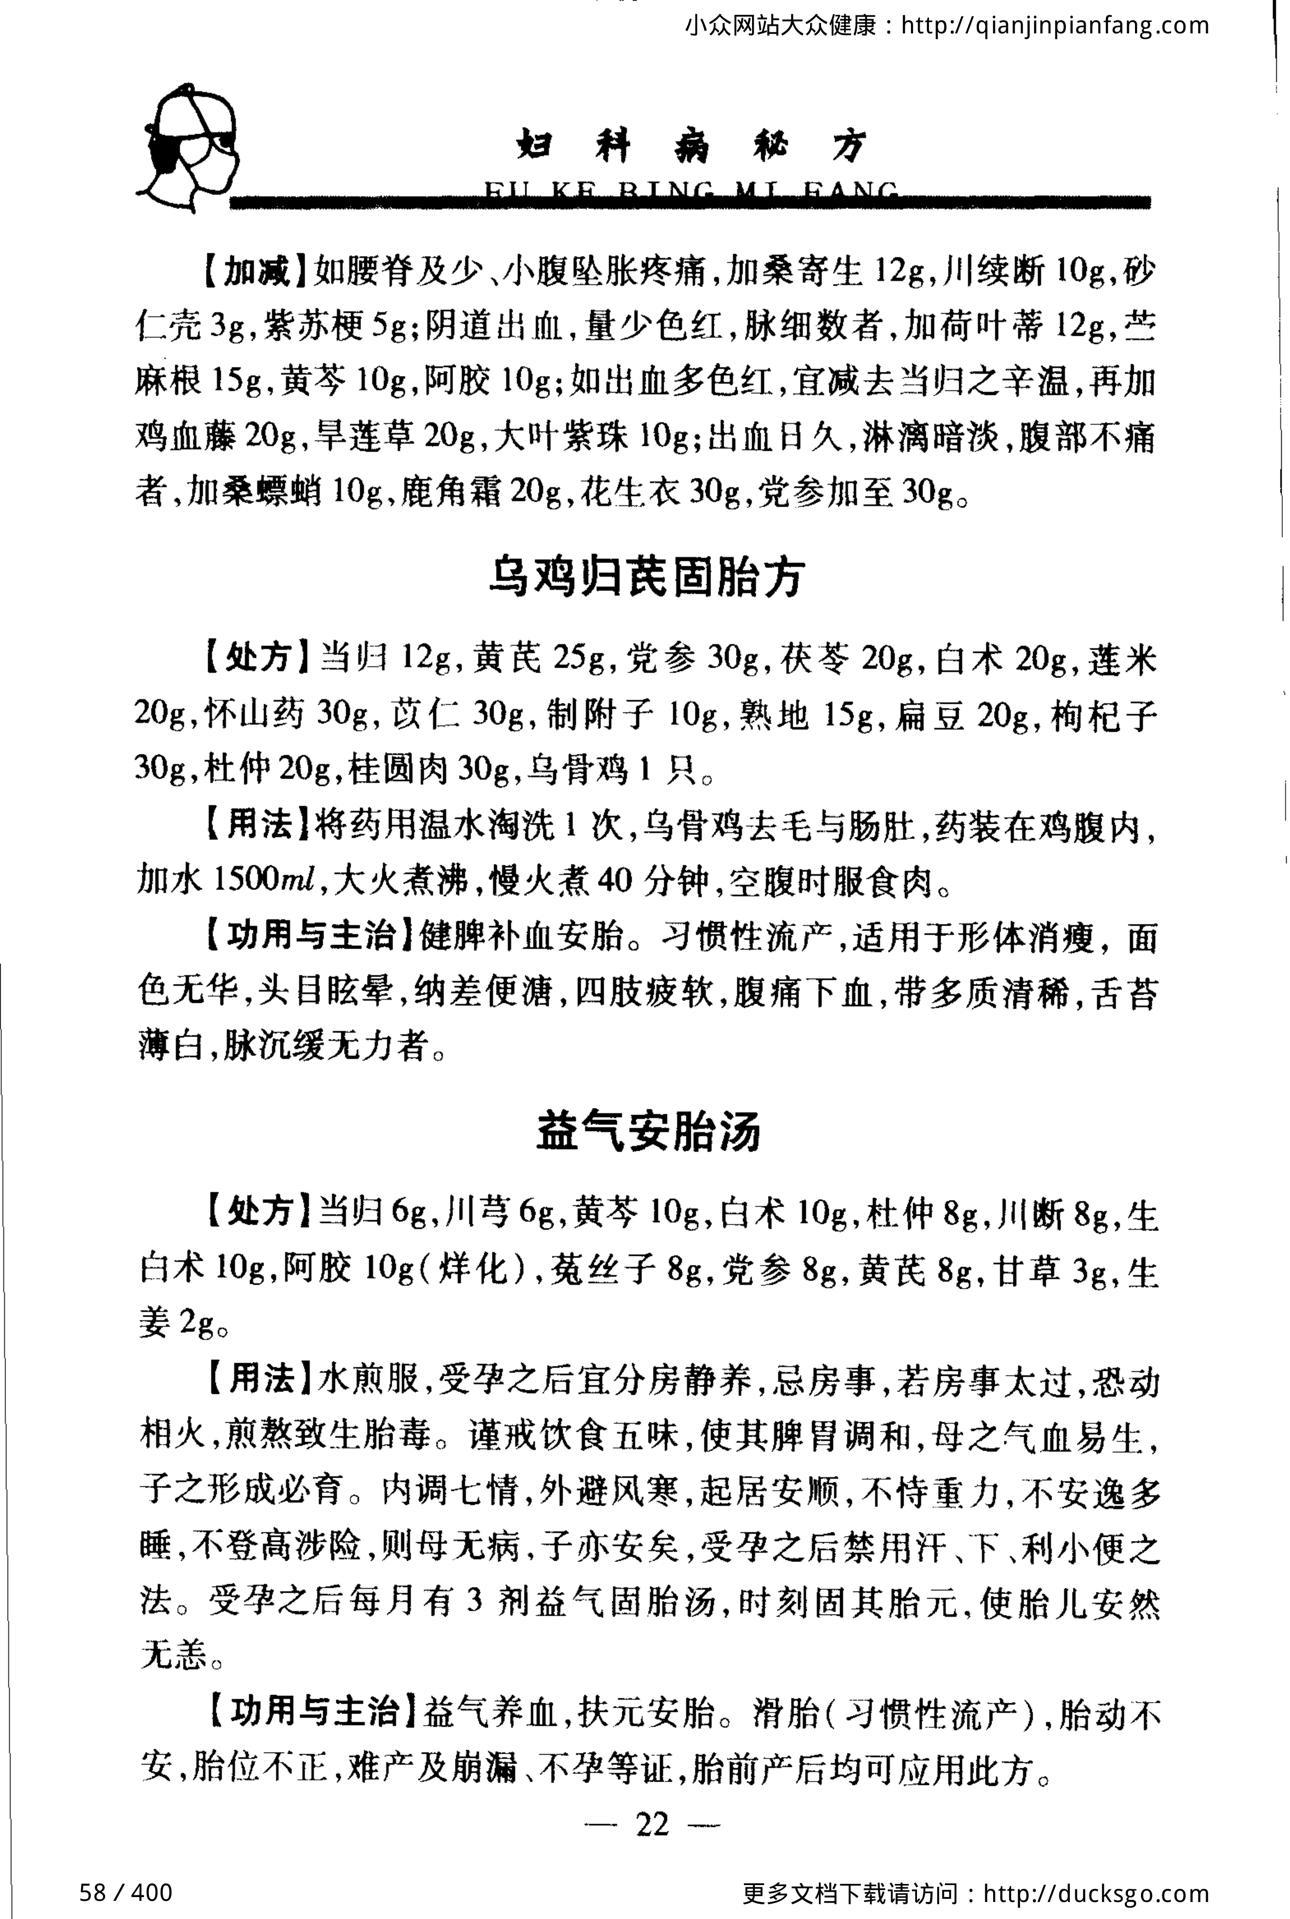 小众网站大众健康：http://qianjinpianfang.com
妇科病秘方
FU KE BING MI FANG
【加减】如腰脊及少、小腹坠胀疼痛,加桑寄生 12g,川续断 10g,砂
仁壳 3g,紫苏梗 5g;阴道出血,量少色红,脉细数者,加荷叶蒂 12g,苎
麻根 15g,黄芩 10g,阿胶 10g;如出血多色红,宜减去当归之辛温,再加
鸡血藤 20g,旱莲草 20g,大叶紫珠 10g;出血日久,淋漓暗淡,腹部不痛
者,加桑螵蛸 10g,鹿角霜 20g,花生衣 30g,党参加至 30g。
乌鸡归芪固胎方
【处方】当归 12g,黄芪 25g,党参 30g,茯苓 20g,白术 20g,莲米
20g,怀山药 30g,苡仁 30g,制附子 10g,熟地 15g,扁豆 20g,枸杞子
30g,杜仲 20g,桂圆肉 30g,乌骨鸡 1 只。
【用法】将药用温水淘洗 1 次,乌骨鸡去毛与肠肚,药装在鸡腹内,
加水 1500ml,大火煮沸,慢火煮 40 分钟,空腹时服食肉。
【功用与主治】健脾补血安胎。习惯性流产,适用于形体消瘦,面
色无华,头目眩晕,纳差便溏,四肢疲软,腹痛下血,带多质清稀,舌苔
薄白,脉沉缓无力者。
益气安胎汤
【处方】当归 6g,川芎 6g,黄芩 10g,白术 10g,杜仲 8g,川断 8g,生
白术 10g,阿胶 10g(烊化),菟丝子 8g,党参 8g,黄芪 8g,甘草 3g,生
姜 2g。
【用法】水煎服,受孕之后宜分房静养,忌房事,若房事太过,恐动
相火,煎熬致生胎毒。谨戒饮食五味,使其脾胃调和,母之气血易生,
子之形成必育。内调七情,外避风寒,起居安顺,不恃重力,不安逸多
睡,不登高涉险,则母无病,子亦安矣,受孕之后禁用汗、下、利小便之
法。受孕之后每月有 3 剂益气固胎汤,时刻固其胎元,使胎儿安然
无恙。
【功用与主治】益气养血,扶元安胎。滑胎(习惯性流产),胎动不
安,胎位不正,难产及崩漏、不孕等证,胎前产后均可应用此方。
— 22 —
58 / 400
更多文档下载请访问：http://ducksgo.com